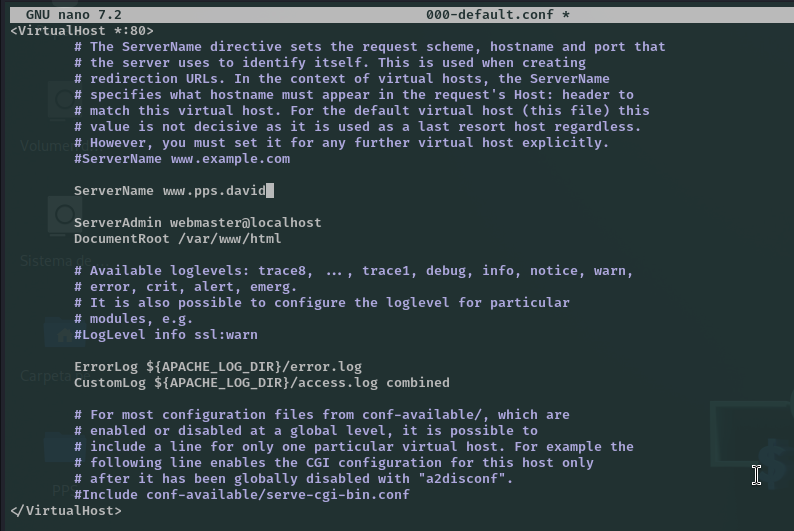 GNU nano 7.2 000-default.conf *
<VirtualHost *:80>
# The ServerName directive sets the request scheme, hostname and port that
# the server uses to identify itself. This is used when creating
# redirection URLs. In the context of virtual hosts, the ServerName
# specifies what hostname must appear in the request's Host: header to
# match this virtual host. For the default virtual host (this file) this
# value is not decisive as it is used as a last resort host regardless.
# However, you must set it for any further virtual host explicitly.
#ServerName www.example.com
ServerName www.pps.david
ServerAdmin webmaster@localhost
DocumentRoot /var/www/html
# Available loglevels: trace8, ..., trace1, debug, info, notice, warn,
# error, crit, alert, emerg.
# It is also possible to configure the loglevel for particular
# modules, e.g.
#LogLevel info ssl:warn
ErrorLog ${APACHE_LOG_DIR}/error.log
CustomLog ${APACHE_LOG_DIR}/access.log combined
# For most configuration files from conf-available/, which are
# enabled or disabled at a global level, it is possible to
# include a line for only one particular virtual host. For example the
# following line enables the CGI configuration for this host only
# after it has been globally disabled with "a2disconf".
#Include conf-available/serve-cgi-bin.conf
</VirtualHost>